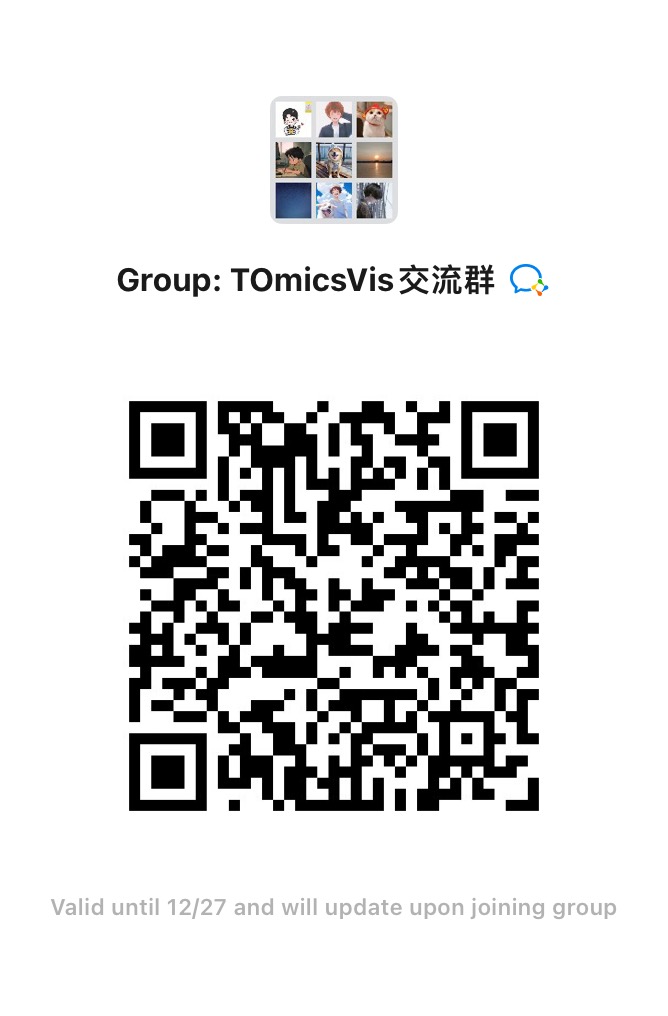 Group: TOmicsVis交流群
Valid until 12/27 and will update upon joining group